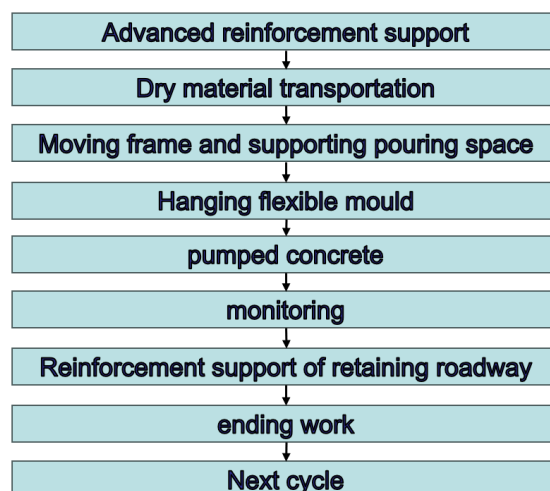 Advanced reinforcement support
Dry material transportation
Moving frame and supporting pouring space
Hanging flexible mould
pumped concrete
monitoring
Reinforcement support of retaining roadway
ending work
Next cycle